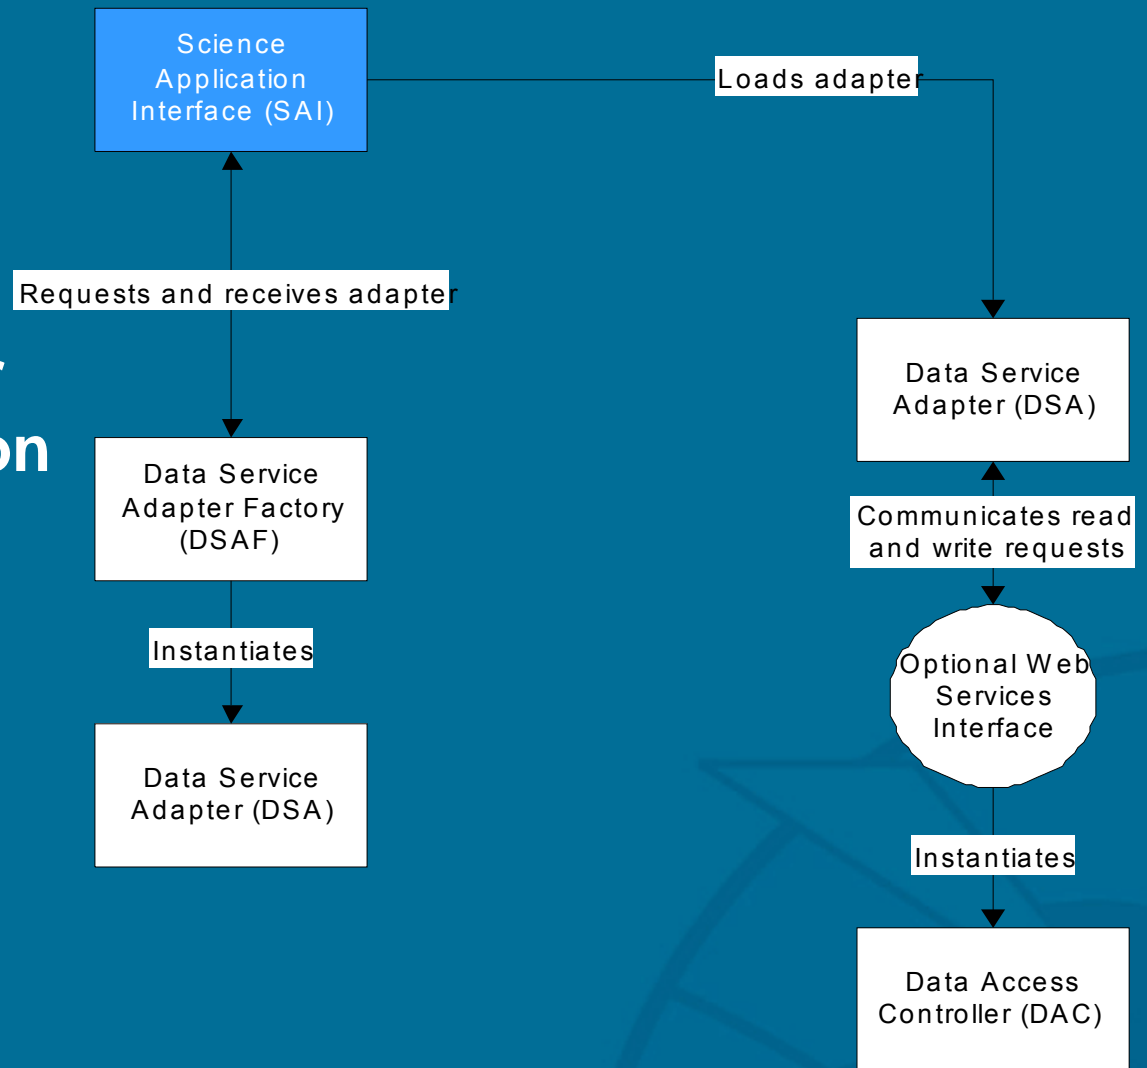 Science
Application
Interface (SAI)
Loads adapter
Requests and receives adapter
on
Data Service
Adapter Factory
(DSAF)
Instantiates
Data Service
Adapter (DSA)
Data Service
Adapter (DSA)
Communicates read
and write requests
Optional Web
Services
Interface
Instantiates
Data Access
Controller (DAC)